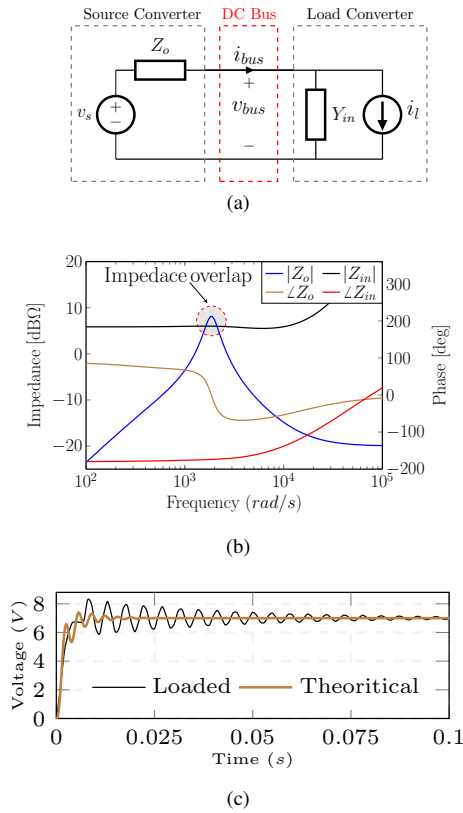 Source Converter DC Bus Load Converter
Z_o
i_bus
+
v_s
+
−
v_bus
Y_in
i_l
−
(a)
20
10
0
−10
−20
Impedance [dBΩ]
Impedace overlap
|Z_o| |Z_in|
∠Z_o ∠Z_in
300
200
100
0
−100
−200
Phase [deg]
10^2 10^3 10^4 10^5
Frequency (rad/s)
(b)
8
6
4
2
0
Voltage (V)
Loaded Theoritical
0 0.025 0.05 0.075 0.1
Time (s)
(c)